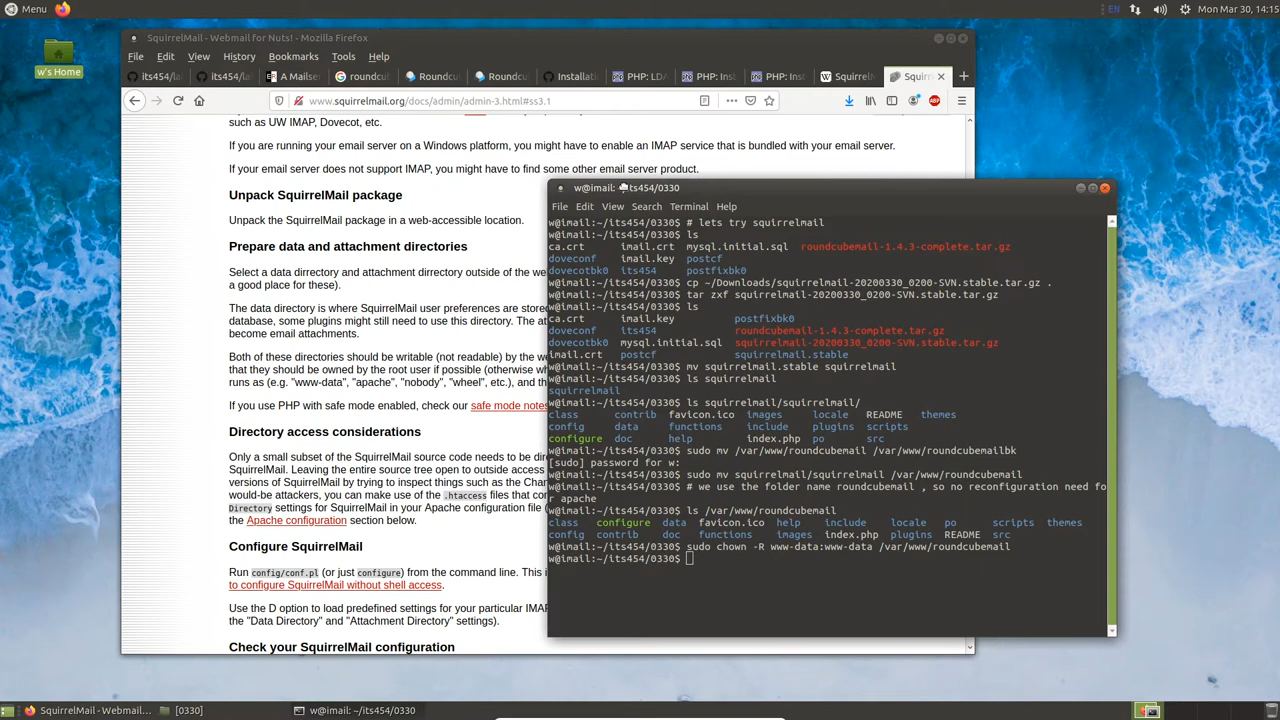 Menu
EN
Mon Mar 30, 14:15
w's Home
SquirrelMail - Webmail for Nuts! - Mozilla Firefox
File Edit View History Bookmarks Tools Help
its454/la
its454/la
A Mailser
roundcub
Roundcu
Roundcu
Installatio
PHP: LDA
PHP: Inst
PHP: Inst
SquirrelM
Squirr
www.squirrelmail.org/docs/admin/admin-3.html#ss3.1
such as UW IMAP, Dovecot, etc.
If you are running your email server on a Windows platform, you might have to enable an IMAP service that is bundled with your email server.
If your email server does not support IMAP, you might have to find some other email server product.
Unpack SquirrelMail package
Unpack the SquirrelMail package in a web-accessible location.
Prepare data and attachment directories
Select a data dirrectory and attachment dirrectory outside of the we
a good place for these).
The data directory is where SquirrelMail user preferences are store
database, some plugins might still need to use this directory. The at
become email attachments.
Both of these directories should be writable (not readable) by the we
that they should be owned by the root user if possible (otherwise wh
runs as (e.g. "www-data", "apache", "nobody", "wheel", etc.), and th
If you use PHP with safe mode enabled, check our safe mode notes
Directory access considerations
Only a small subset of the SquirrelMail source code needs to be dir
SquirrelMail. Leaving the entire source tree open to outside access
versions of SquirrelMail by trying to inspect things such as the Chan
would-be attackers, you can make use of the .htaccess files that con
Directory settings for SquirrelMail in your Apache configuration file (
the Apache configuration section below.
Configure SquirrelMail
Run config/conf.pl (or just configure) from the command line. This i
to configure SquirrelMail without shell access.
Use the D option to load predefined settings for your particular IMAP
the "Data Directory" and "Attachment Directory" settings).
Check your SquirrelMail configuration
w@imail: ~/its454/0330
File Edit View Search Terminal Help
w@imail:~/its454/0330$ # lets try squirrelmail
w@imail:~/its454/0330$ ls
ca.crt imail.crt mysql.initial.sql roundcubemail-1.4.3-complete.tar.gz
doveconf imail.key postcf
dovecotbk0 its454 postfixbk0
w@imail:~/its454/0330$ cp ~/Downloads/squirrelmail-20200330_0200-SVN.stable.tar.gz .
w@imail:~/its454/0330$ tar zxf squirrelmail-20200330_0200-SVN.stable.tar.gz
w@imail:~/its454/0330$ ls
ca.crt imail.key postfixbk0
doveconf its454 roundcubemail-1.4.3-complete.tar.gz
dovecotbk0 mysql.initial.sql squirrelmail-20200330_0200-SVN.stable.tar.gz
imail.crt postcf squirrelmail.stable
w@imail:~/its454/0330$ mv squirrelmail.stable squirrelmail
w@imail:~/its454/0330$ ls squirrelmail
squirrelmail
w@imail:~/its454/0330$ ls squirrelmail/squirrelmail/
class contrib favicon.ico images locale README themes
config data functions include plugins scripts
configure doc help index.php po src
w@imail:~/its454/0330$ sudo mv /var/www/roundcubemail /var/www/roundcubemailbk
[sudo] password for w:
w@imail:~/its454/0330$ sudo mv squirrelmail/squirrelmail /var/www/roundcubemail
w@imail:~/its454/0330$ # we use the folder name roundcubemail , so no reconfiguration need fo
r apache
w@imail:~/its454/0330$ ls /var/www/roundcubemail
class configure data favicon.ico help include locale po scripts themes
config contrib doc functions images index.php plugins README src
w@imail:~/its454/0330$ sudo chown -R www-data:www-data /var/www/roundcubemail
w@imail:~/its454/0330$
SquirrelMail - Webmail...
[0330]
w@imail: ~/its454/0330